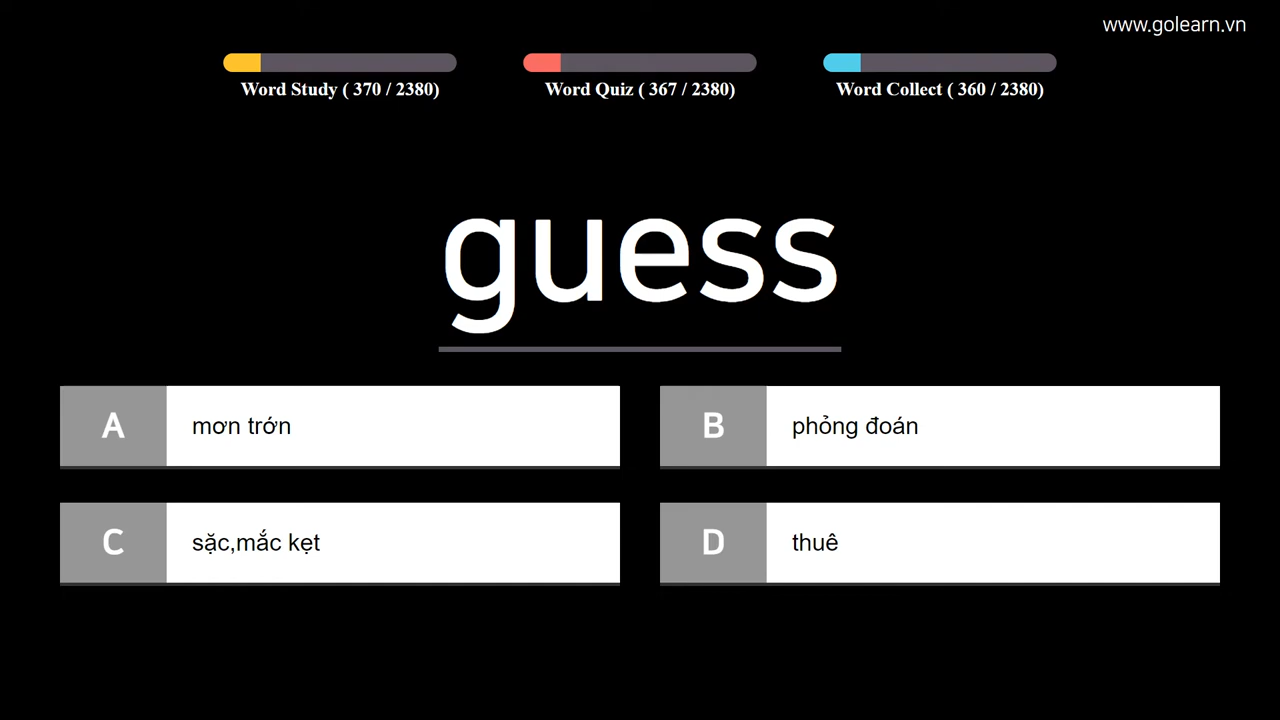 www.golearn.vn
Word Study ( 370 / 2380)
Word Quiz ( 367 / 2380)
Word Collect ( 360 / 2380)
guess
A mơn trớn
B phỏng đoán
C sặc,mắc kẹt
D thuê